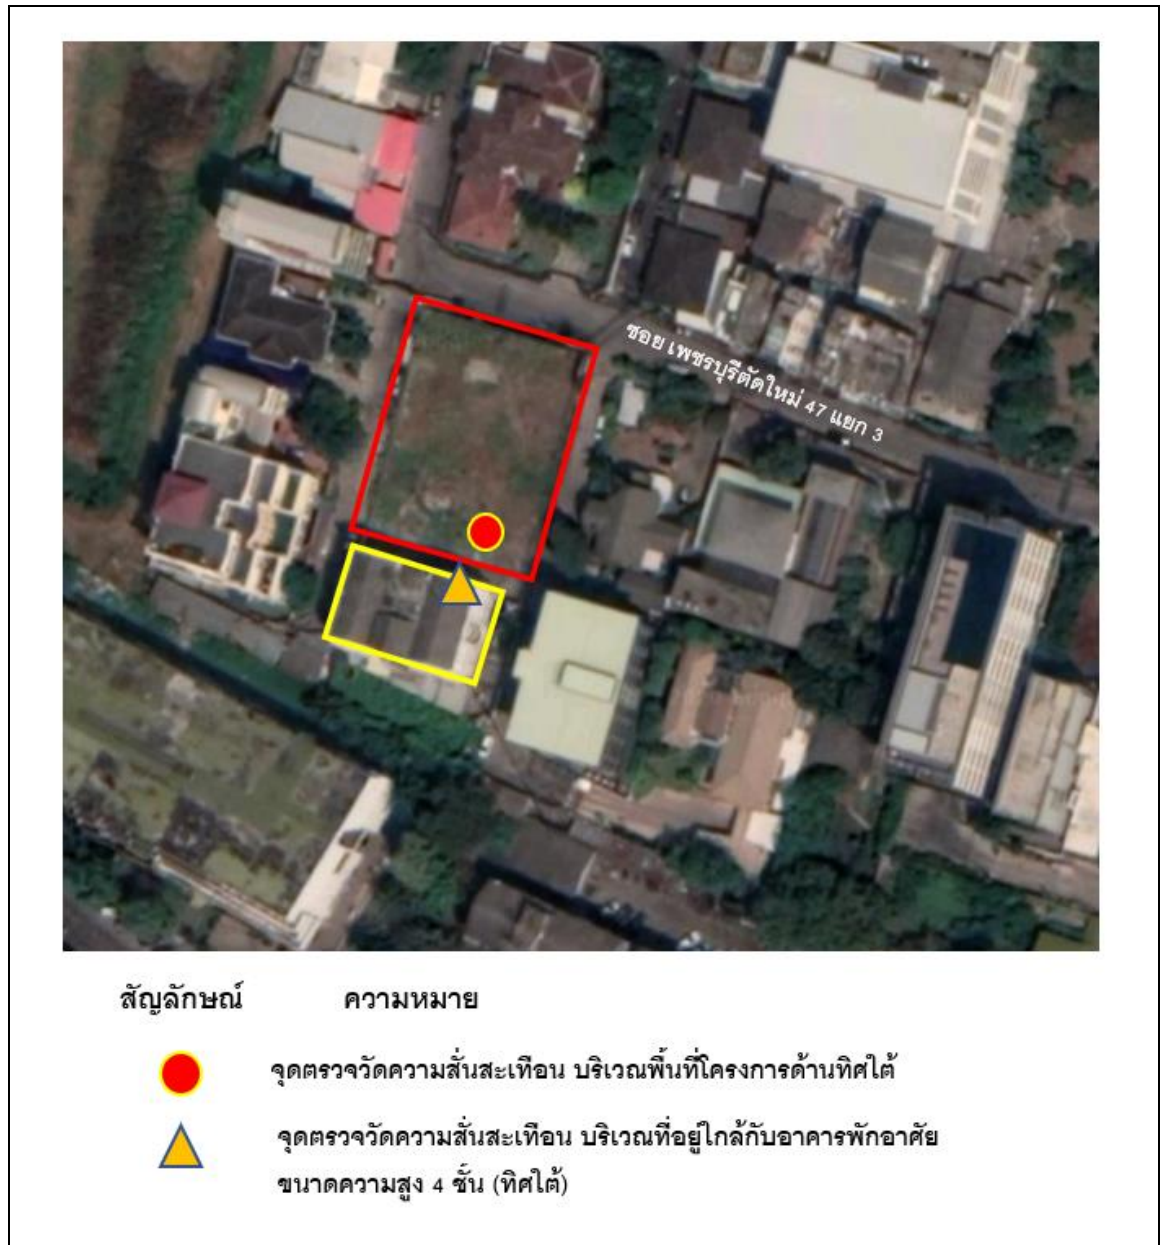 ซอย เพชรบุรีตัดใหม่ 47 แยก 3
สัญลักษณ์ ความหมาย
จุดตรวจวัดความสั่นสะเทือน บริเวณพื้นที่โครงการด้านทิศใต้
จุดตรวจวัดความสั่นสะเทือน บริเวณที่อยู่ใกล้กับอาคารพักอาศัย
ขนาดความสูง 4 ชั้น (ทิศใต้)